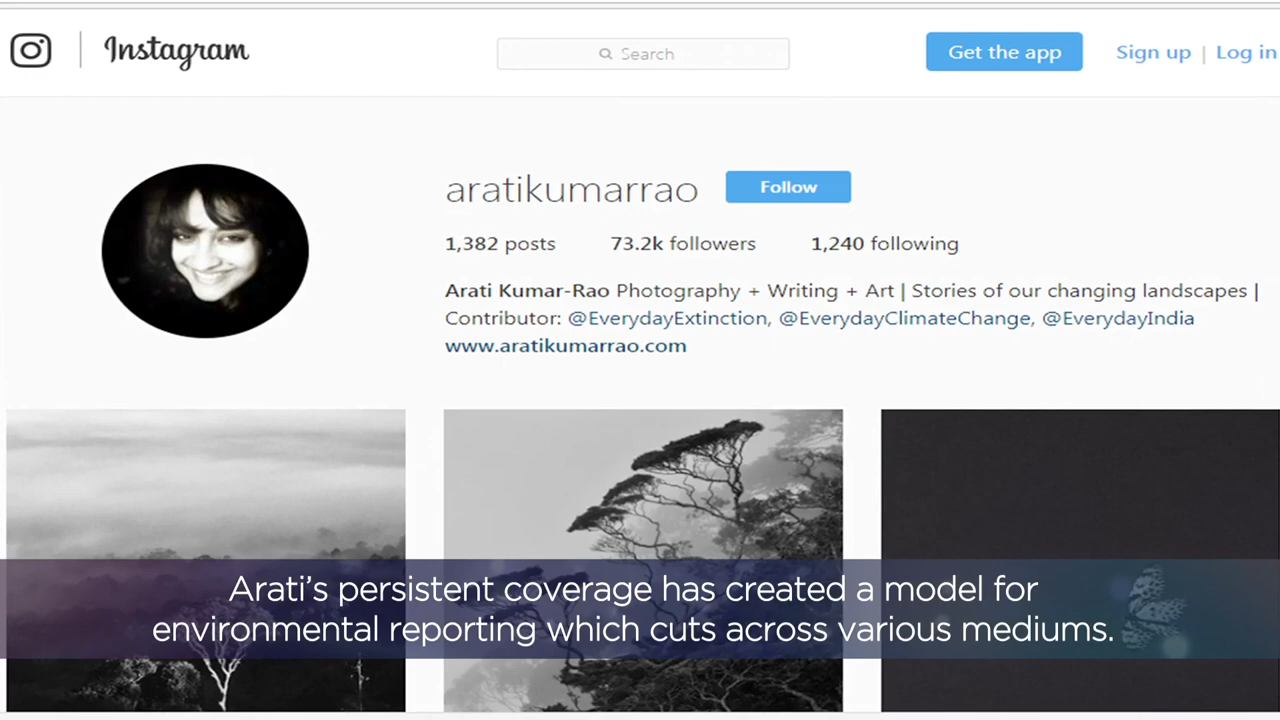 Instagram
Search
Get the app
Sign up | Log in
aratikumarrao
Follow
1,382 posts 73.2k followers 1,240 following
Arati Kumar-Rao Photography + Writing + Art | Stories of our changing landscapes |
Contributor: @EverydayExtinction, @EverydayClimateChange, @EverydayIndia
www.aratikumarrao.com
Arati’s persistent coverage has created a model for
environmental reporting which cuts across various mediums.